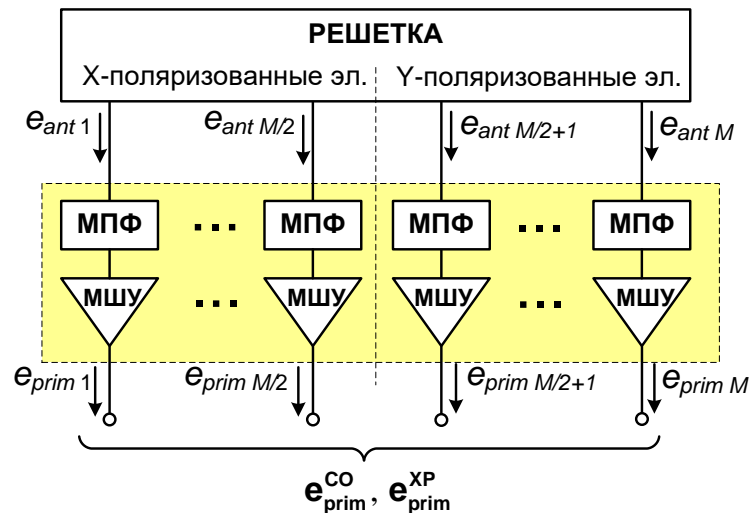 РЕШЕТКА
X-поляризованные эл. Y-поляризованные эл.
e_ant 1 e_ant M/2 e_ant M/2+1 e_ant M
МПФ ... МПФ МПФ ... МПФ
МШУ ... МШУ МШУ ... МШУ
e_prim 1 e_prim M/2 e_prim M/2+1 e_prim M
e_prim^CO, e_prim^XP